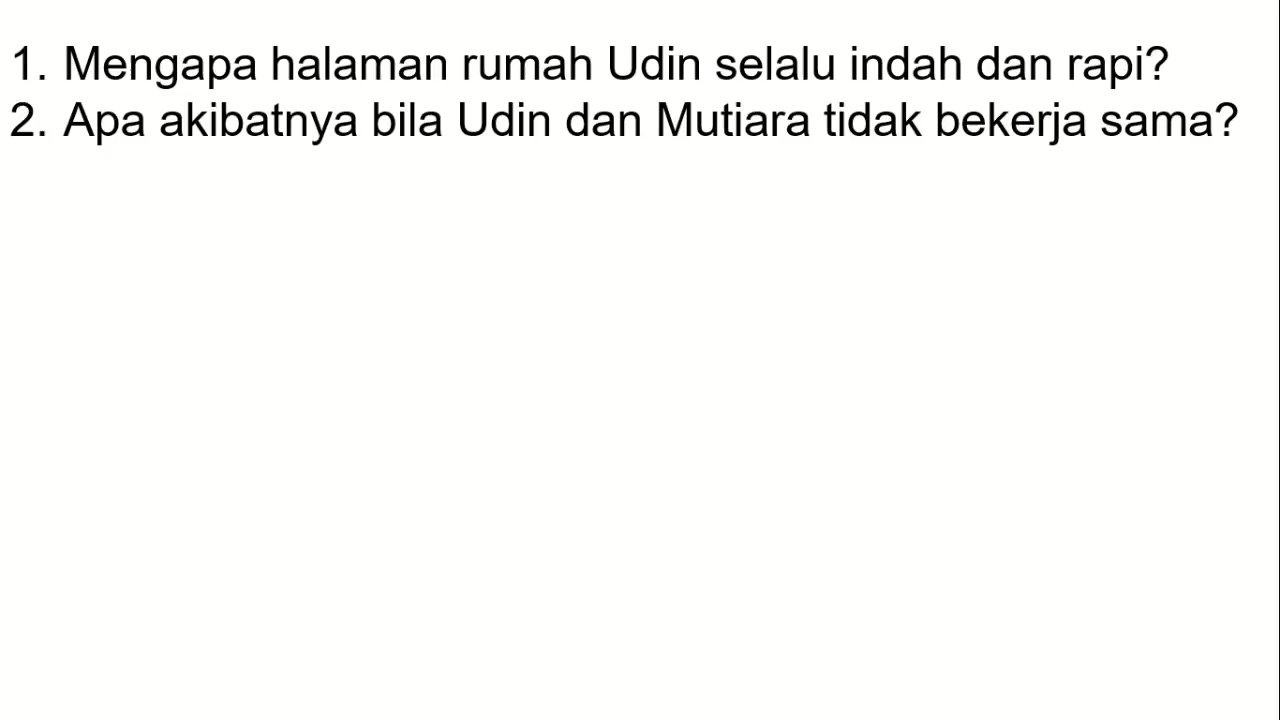 1. Mengapa halaman rumah Udin selalu indah dan rapi?
2. Apa akibatnya bila Udin dan Mutiara tidak bekerja sama?